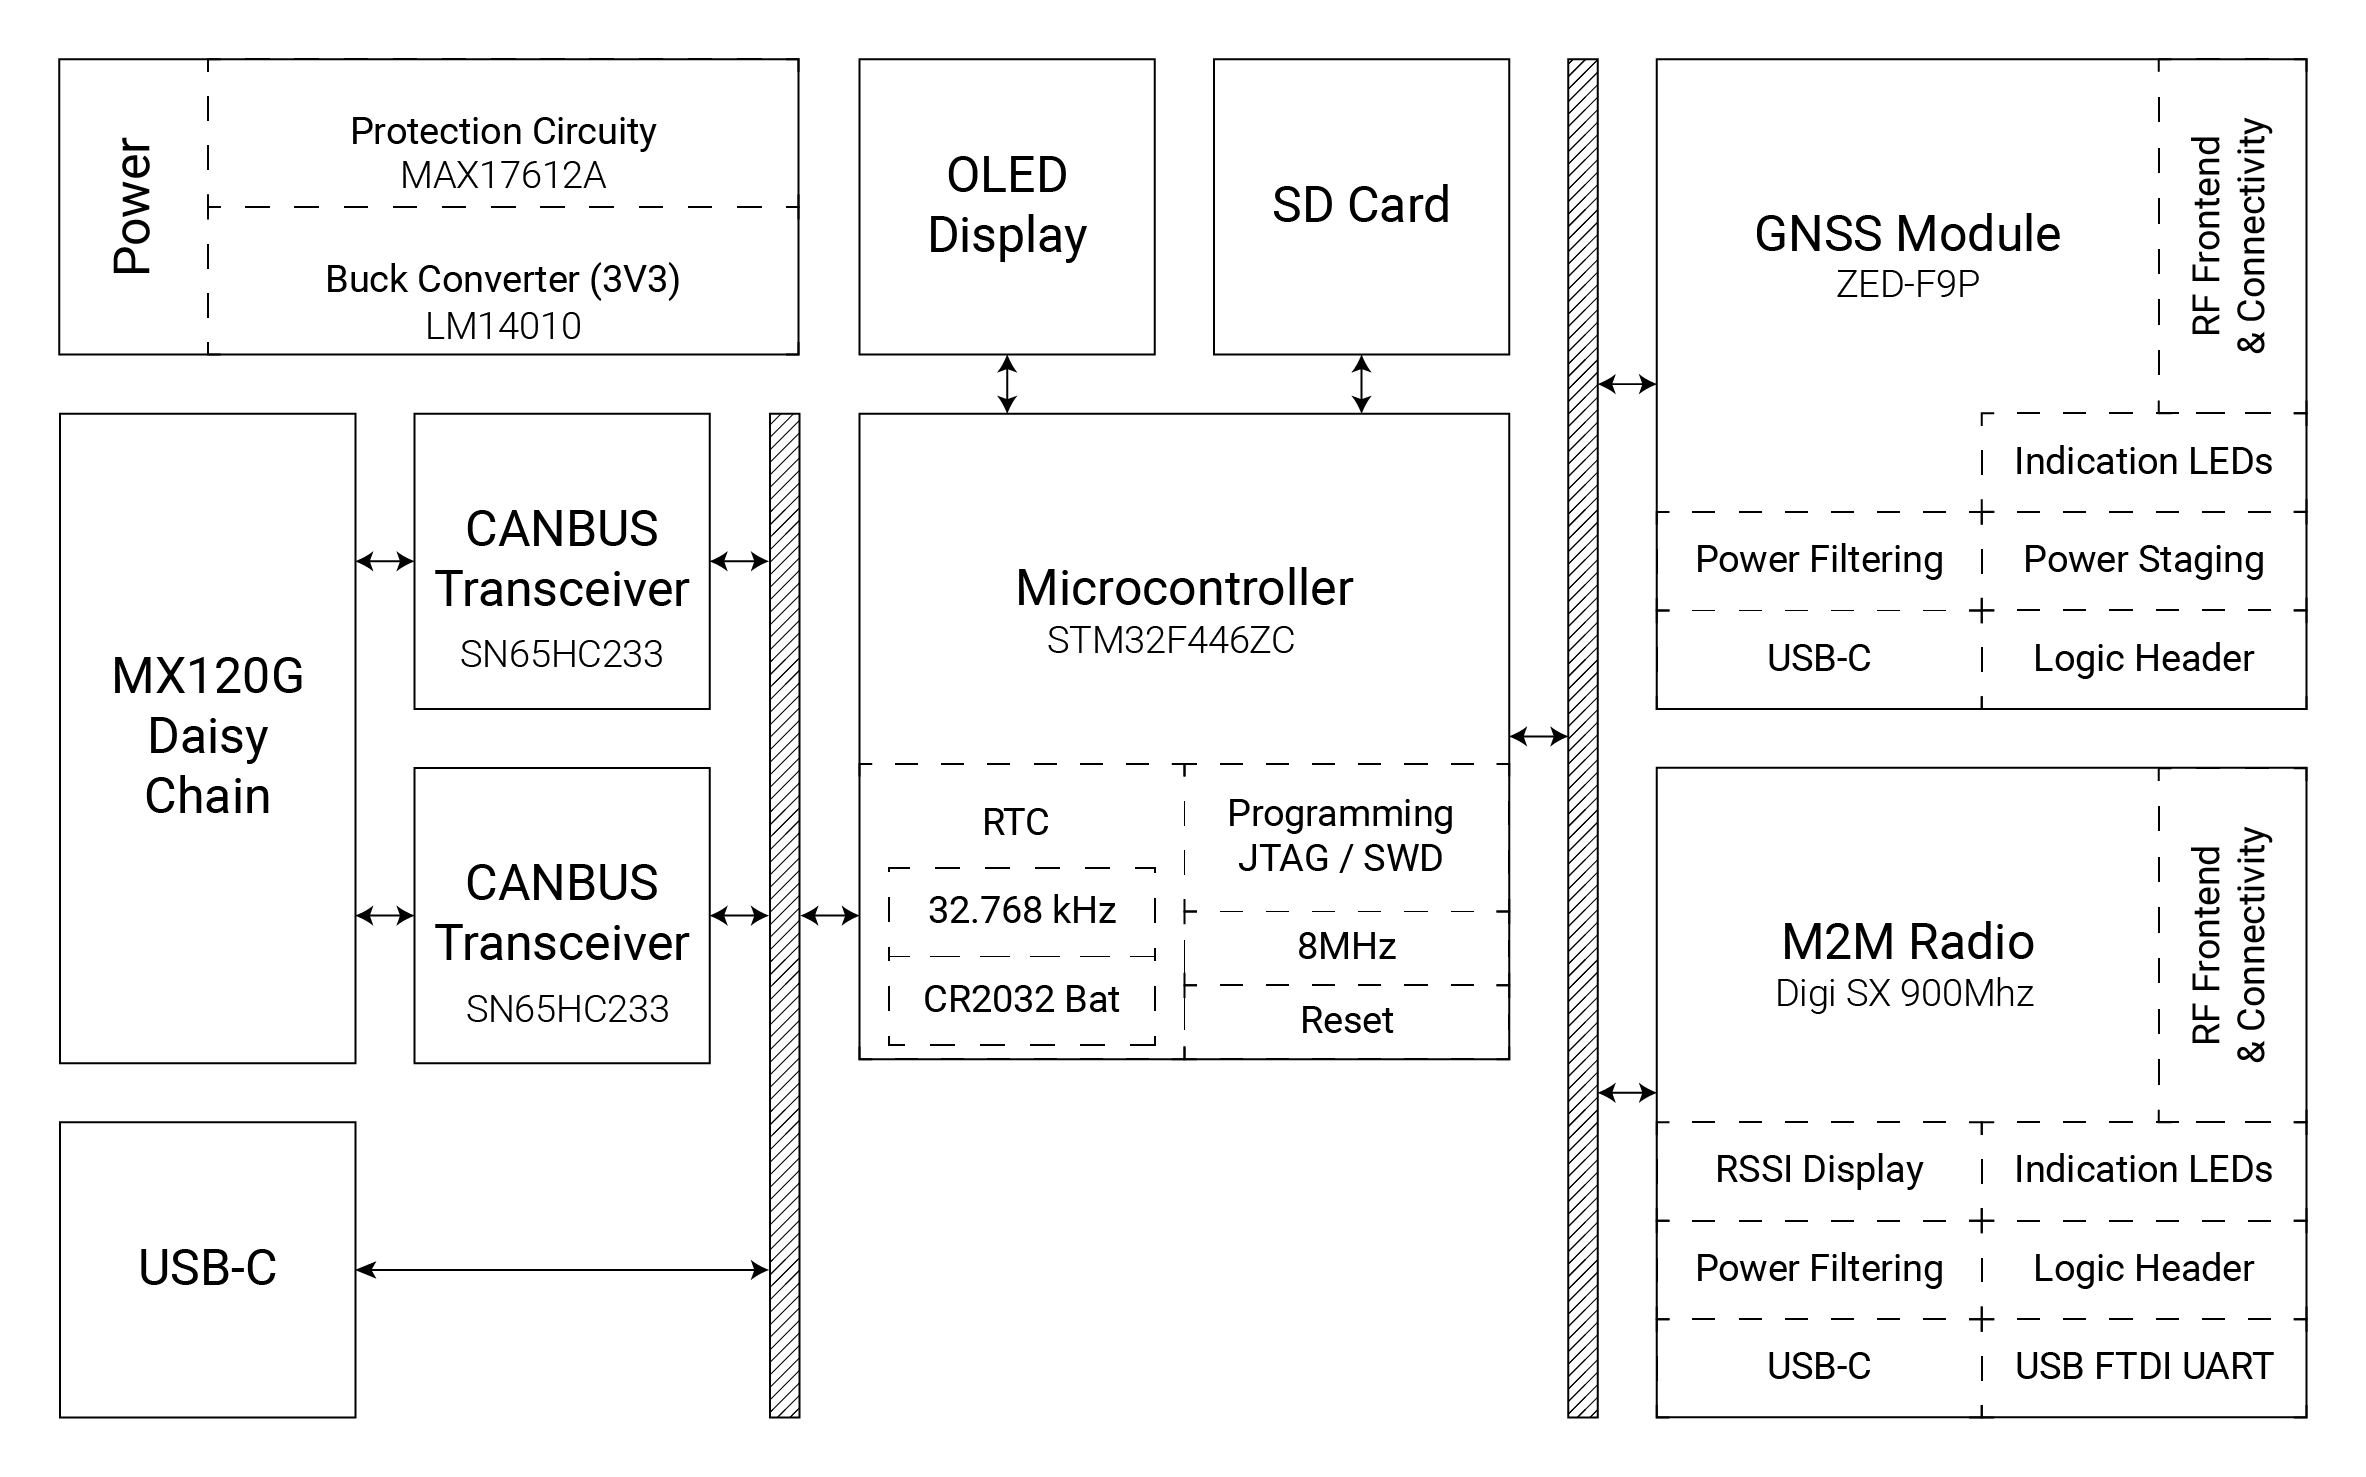 Power
Protection Circuity
MAX17612A
Buck Converter (3V3)
LM14010
OLED
Display
SD Card
GNSS Module
ZED-F9P
RF Frontend
& Connectivity
Indication LEDs
Power Filtering
Power Staging
USB-C
Logic Header
MX120G
Daisy
Chain
CANBUS
Transceiver
SN65HC233
CANBUS
Transceiver
SN65HC233
Microcontroller
STM32F446ZC
RTC
32.768 kHz
CR2032 Bat
Programming
JTAG / SWD
8MHz
Reset
M2M Radio
Digi SX 900Mhz
RF Frontend
& Connectivity
RSSI Display
Indication LEDs
Power Filtering
Logic Header
USB-C
USB FTDI UART
USB-C